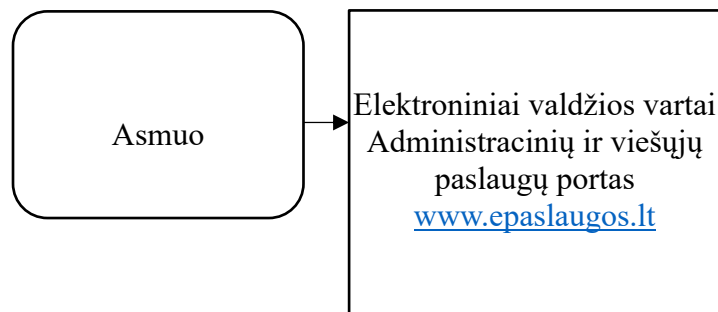 Asmuo
Elektroniniai valdžios vartai
Administracinių ir viešųjų
paslaugų portas
www.epaslaugos.lt